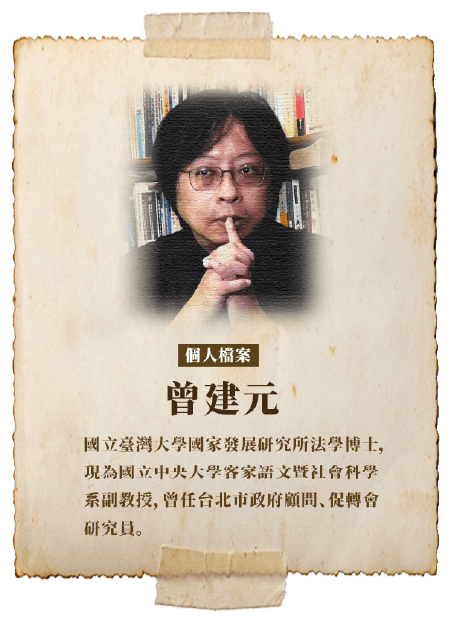 個人檔案
曾建元
國立臺灣大學國家發展研究所法學博士,
現為國立中央大學客家語文暨社會科學
系副教授,曾任台北市政府顧問、促轉會
研究員。